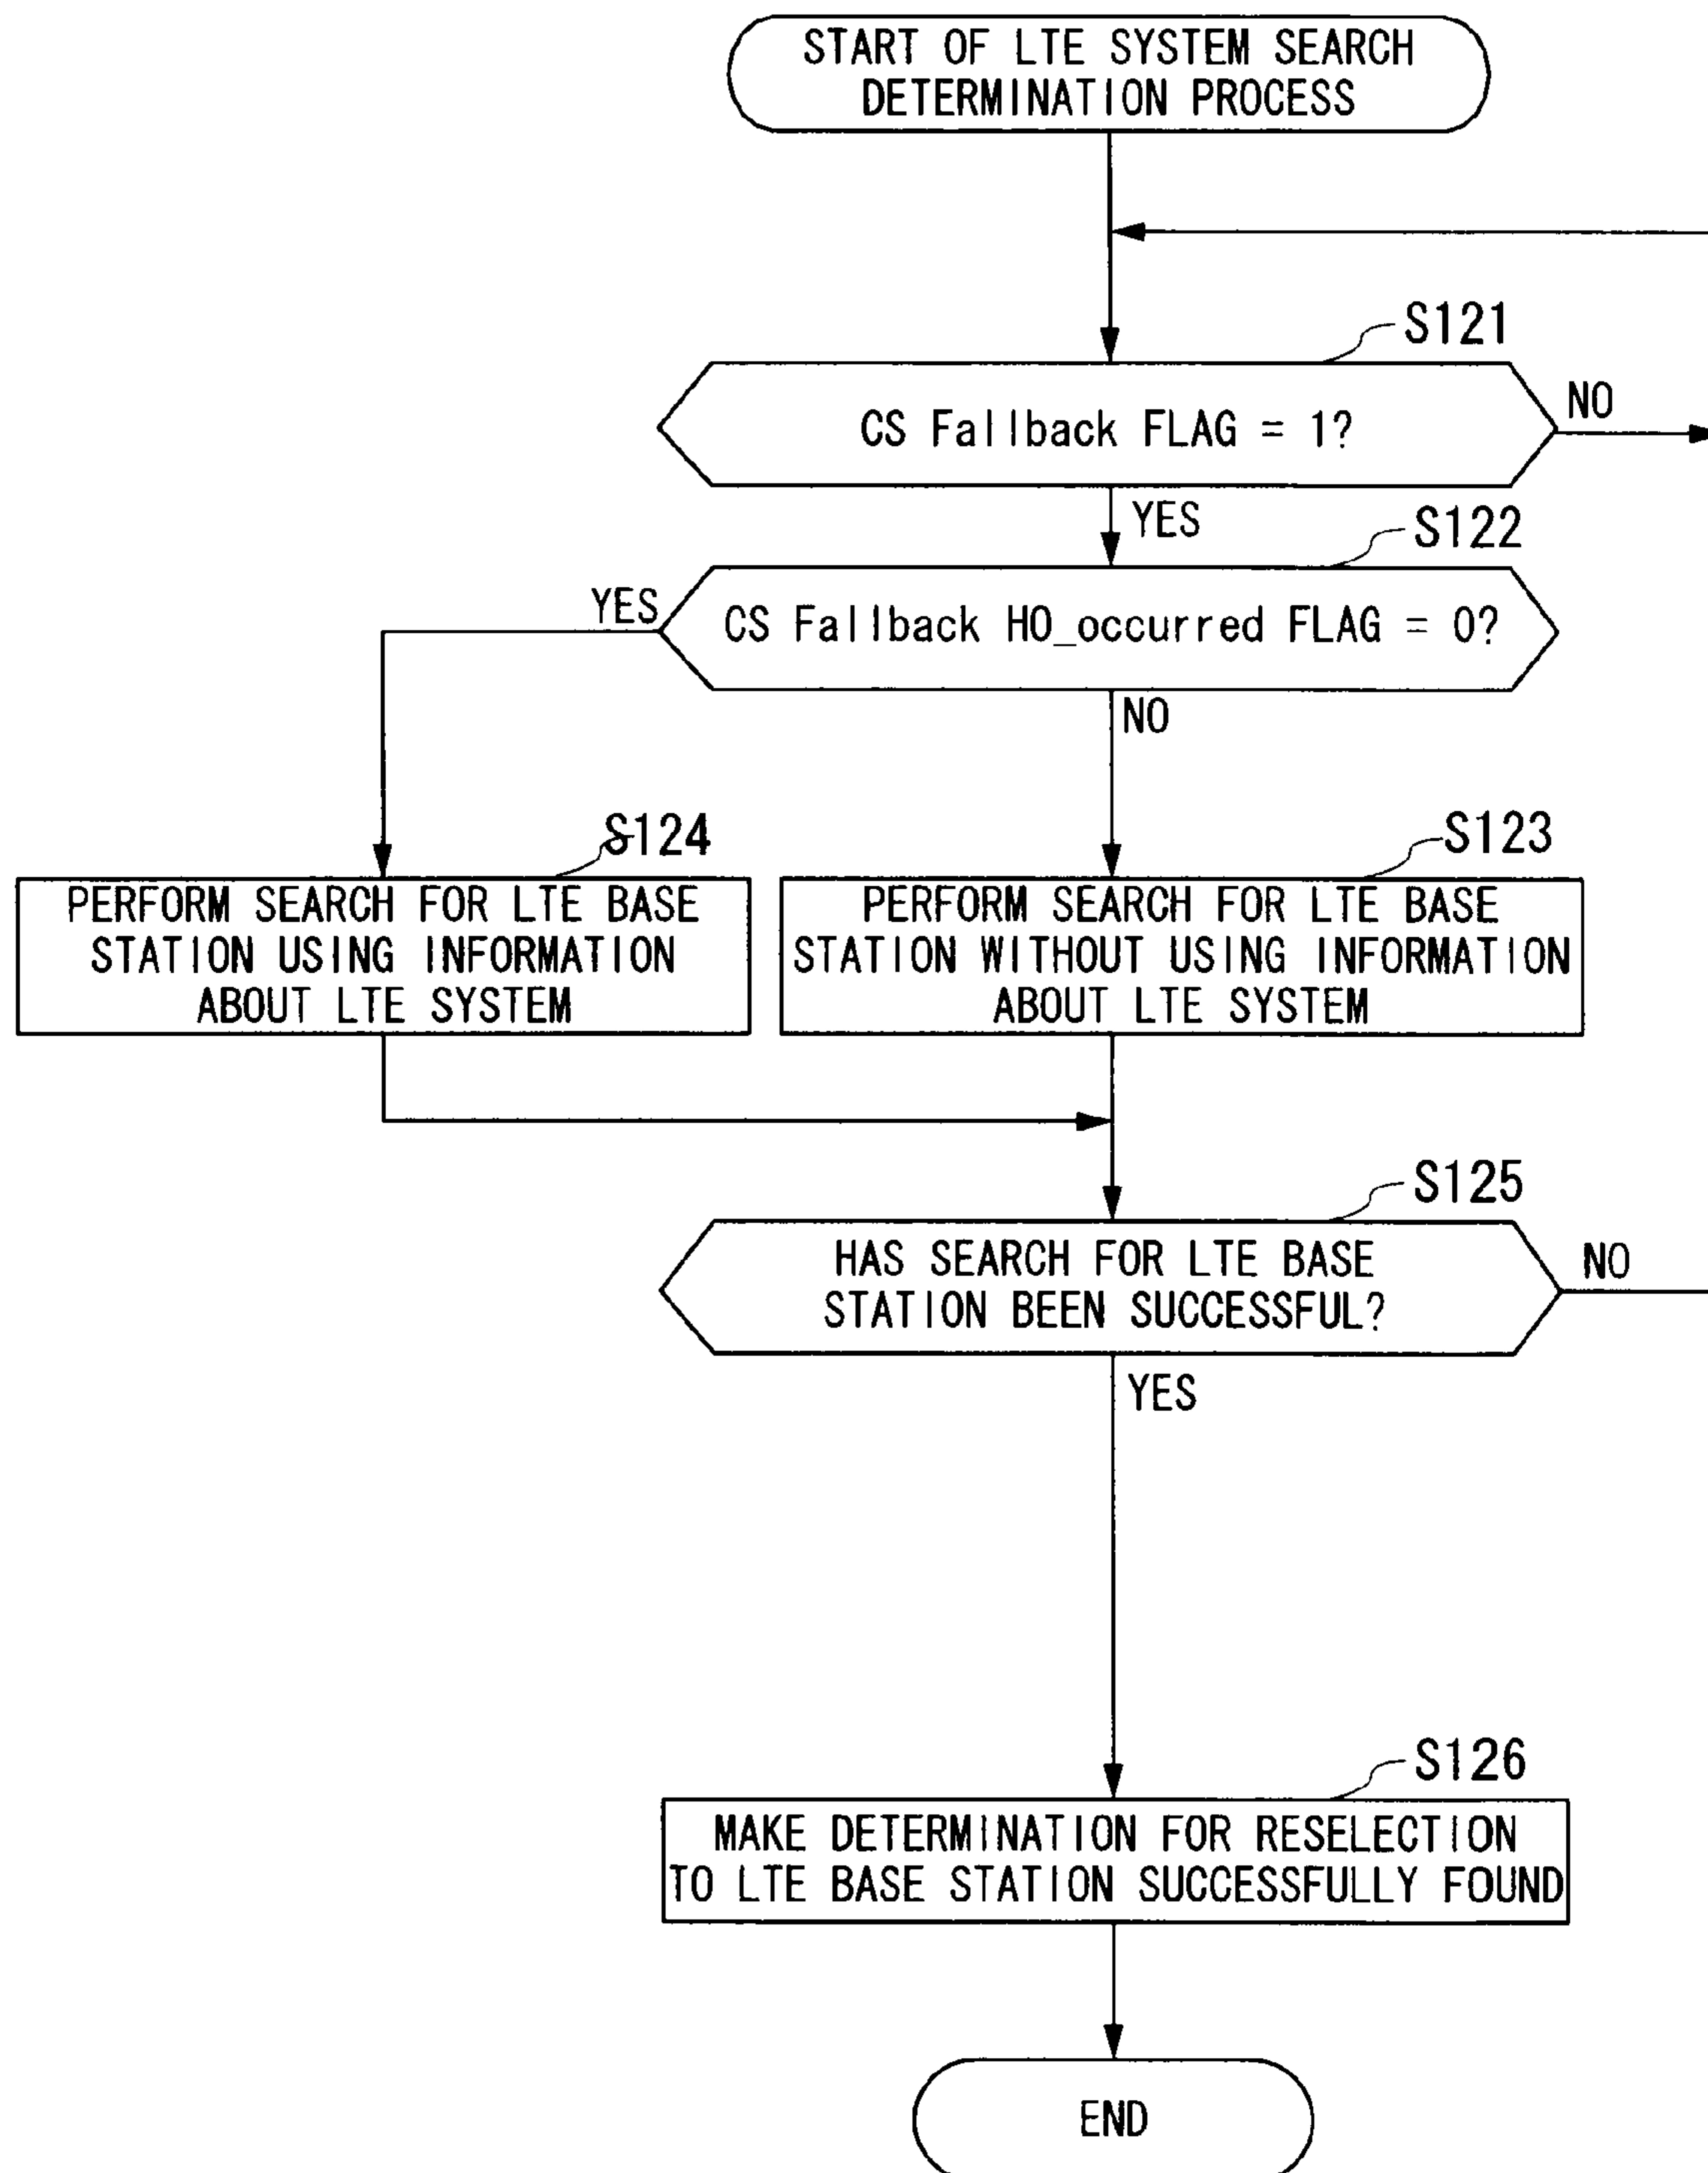 START OF LTE SYSTEM SEARCH
DETERMINATION PROCESS
S121
CS Fallback FLAG = 1?
NO
YES
S122
YES
CS Fallback HO_occurred FLAG = 0?
NO
S124
PERFORM SEARCH FOR LTE BASE
STATION USING INFORMATION
ABOUT LTE SYSTEM
S123
PERFORM SEARCH FOR LTE BASE
STATION WITHOUT USING INFORMATION
ABOUT LTE SYSTEM
S125
HAS SEARCH FOR LTE BASE
STATION BEEN SUCCESSFUL?
NO
YES
S126
MAKE DETERMINATION FOR RESELECTION
TO LTE BASE STATION SUCCESSFULLY FOUND
END